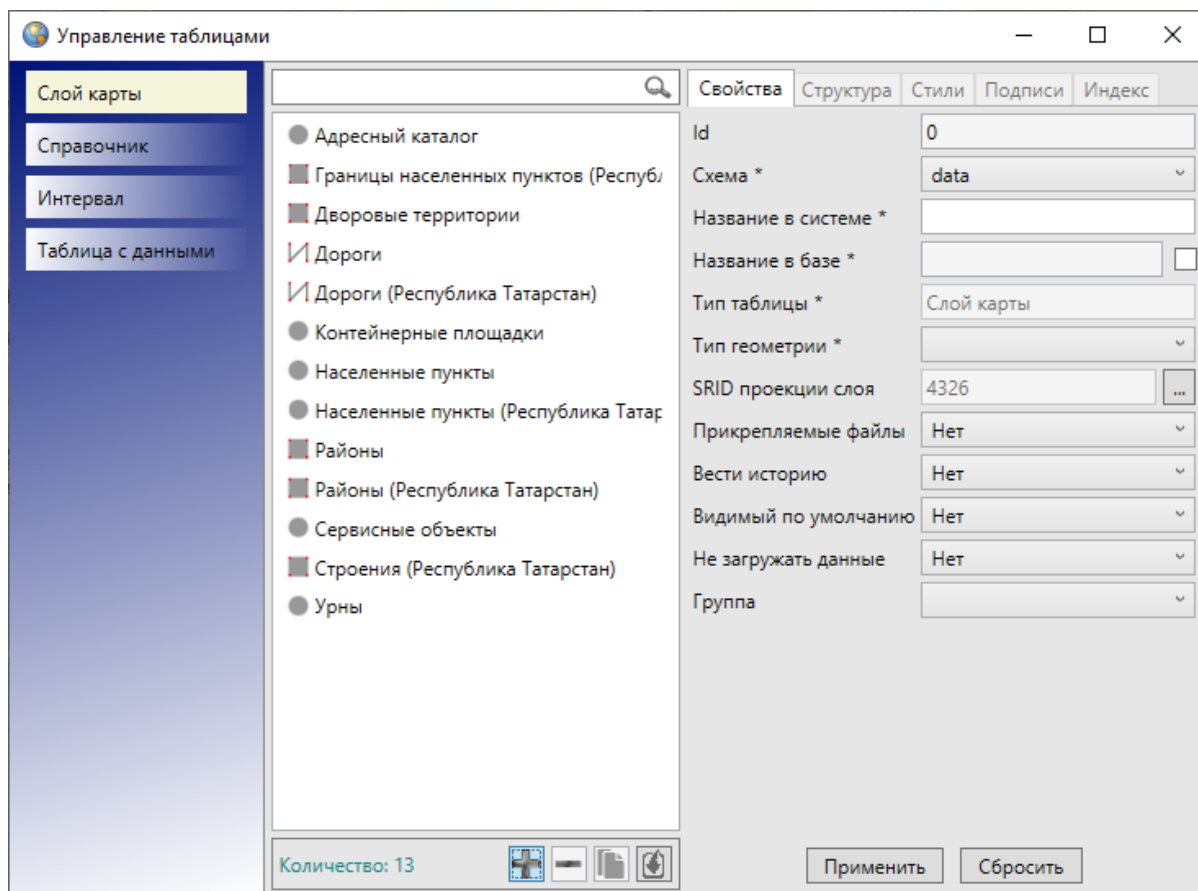 Управление таблицами
Слой карты
Справочник
Интервал
Таблица с данными
Адресный каталог
Границы населенных пунктов (Республ
Дворовые территории
Дороги
Дороги (Республика Татарстан)
Контейнерные площадки
Населенные пункты
Населенные пункты (Республика Татар
Районы
Районы (Республика Татарстан)
Сервисные объекты
Строения (Республика Татарстан)
Урны
Количество: 13
Свойства Структура Стили Подписи Индекс
Id 0
Схема * data
Название в системе *
Название в базе *
Тип таблицы * Слой карты
Тип геометрии *
SRID проекции слоя 4326 ...
Прикрепляемые файлы Нет
Вести историю Нет
Видимый по умолчанию Нет
Не загружать данные Нет
Группа
Применить Сбросить